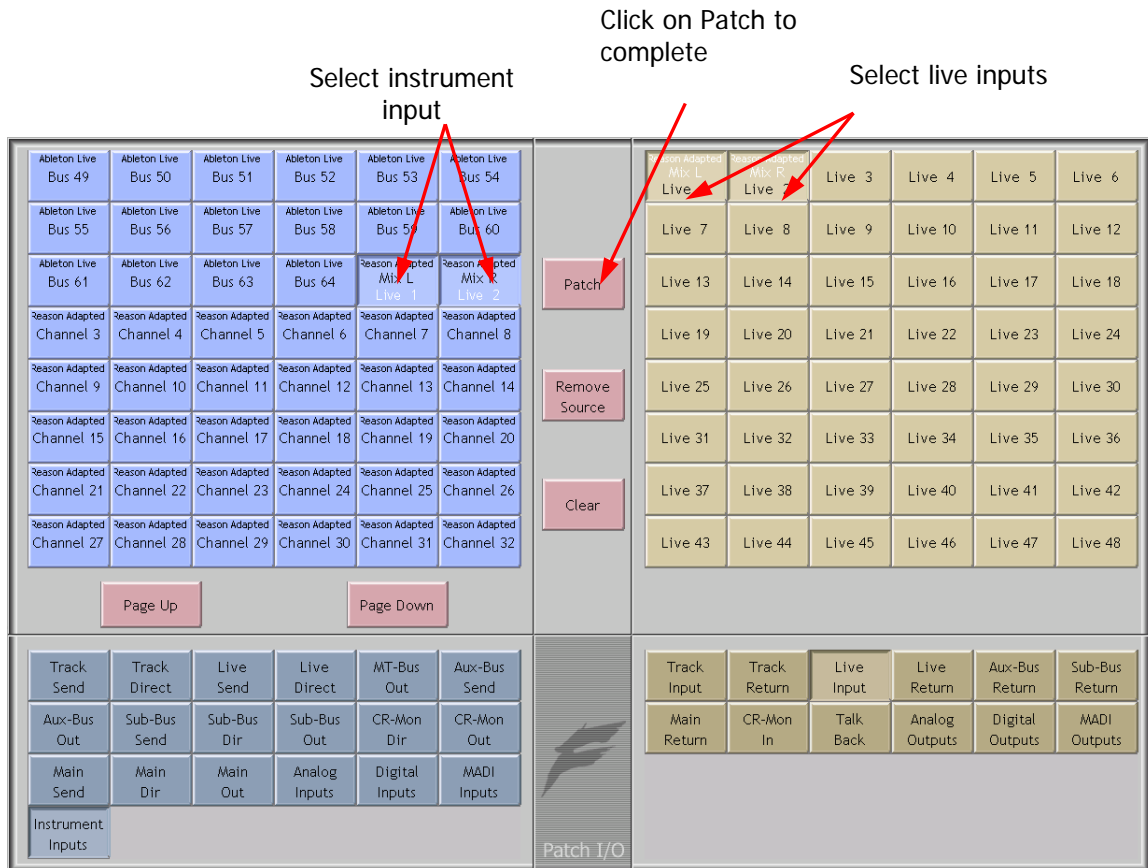 Click on Patch to
complete
Select instrument
input
Select live inputs
Ableton Live Ableton Live Ableton Live Ableton Live Ableton Live Ableton Live
Bus 49 Bus 50 Bus 51 Bus 52 Bus 53 Bus 54
Ableton Live Ableton Live Ableton Live Ableton Live Ableton Live Ableton Live
Bus 55 Bus 56 Bus 57 Bus 58 Bus 59 Bus 60
Ableton Live Ableton Live Ableton Live Ableton Live Reason Adapted Reason Adapted
Bus 61 Bus 62 Bus 63 Bus 64 Mix L Mix R
Live 1 Live 2
Reason Adapted Reason Adapted Reason Adapted Reason Adapted Reason Adapted Reason Adapted
Channel 3 Channel 4 Channel 5 Channel 6 Channel 7 Channel 8
Reason Adapted Reason Adapted Reason Adapted Reason Adapted Reason Adapted Reason Adapted
Channel 9 Channel 10 Channel 11 Channel 12 Channel 13 Channel 14
Reason Adapted Reason Adapted Reason Adapted Reason Adapted Reason Adapted Reason Adapted
Channel 15 Channel 16 Channel 17 Channel 18 Channel 19 Channel 20
Reason Adapted Reason Adapted Reason Adapted Reason Adapted Reason Adapted Reason Adapted
Channel 21 Channel 22 Channel 23 Channel 24 Channel 25 Channel 26
Reason Adapted Reason Adapted Reason Adapted Reason Adapted Reason Adapted Reason Adapted
Channel 27 Channel 28 Channel 29 Channel 30 Channel 31 Channel 32
Page Up Page Down
Patch
Remove
Source
Clear
Reason Adapted Reason Adapted
Mix L Mix R
Live Live 2 Live 3 Live 4 Live 5 Live 6
Live 7 Live 8 Live 9 Live 10 Live 11 Live 12
Live 13 Live 14 Live 15 Live 16 Live 17 Live 18
Live 19 Live 20 Live 21 Live 22 Live 23 Live 24
Live 25 Live 26 Live 27 Live 28 Live 29 Live 30
Live 31 Live 32 Live 33 Live 34 Live 35 Live 36
Live 37 Live 38 Live 39 Live 40 Live 41 Live 42
Live 43 Live 44 Live 45 Live 46 Live 47 Live 48
Track Track Live Live MT-Bus Aux-Bus
Send Direct Send Direct Out Send
Aux-Bus Sub-Bus Sub-Bus Sub-Bus CR-Mon CR-Mon
Out Send Dir Out Dir Out
Main Main Main Analog Digital MADI
Send Dir Out Inputs Inputs Inputs
Instrument
Inputs
Patch I/O
Track Track Live Live Aux-Bus Sub-Bus
Input Return Input Return Return Return
Main CR-Mon Talk Analog Digital MADI
Return In Back Outputs Outputs Outputs